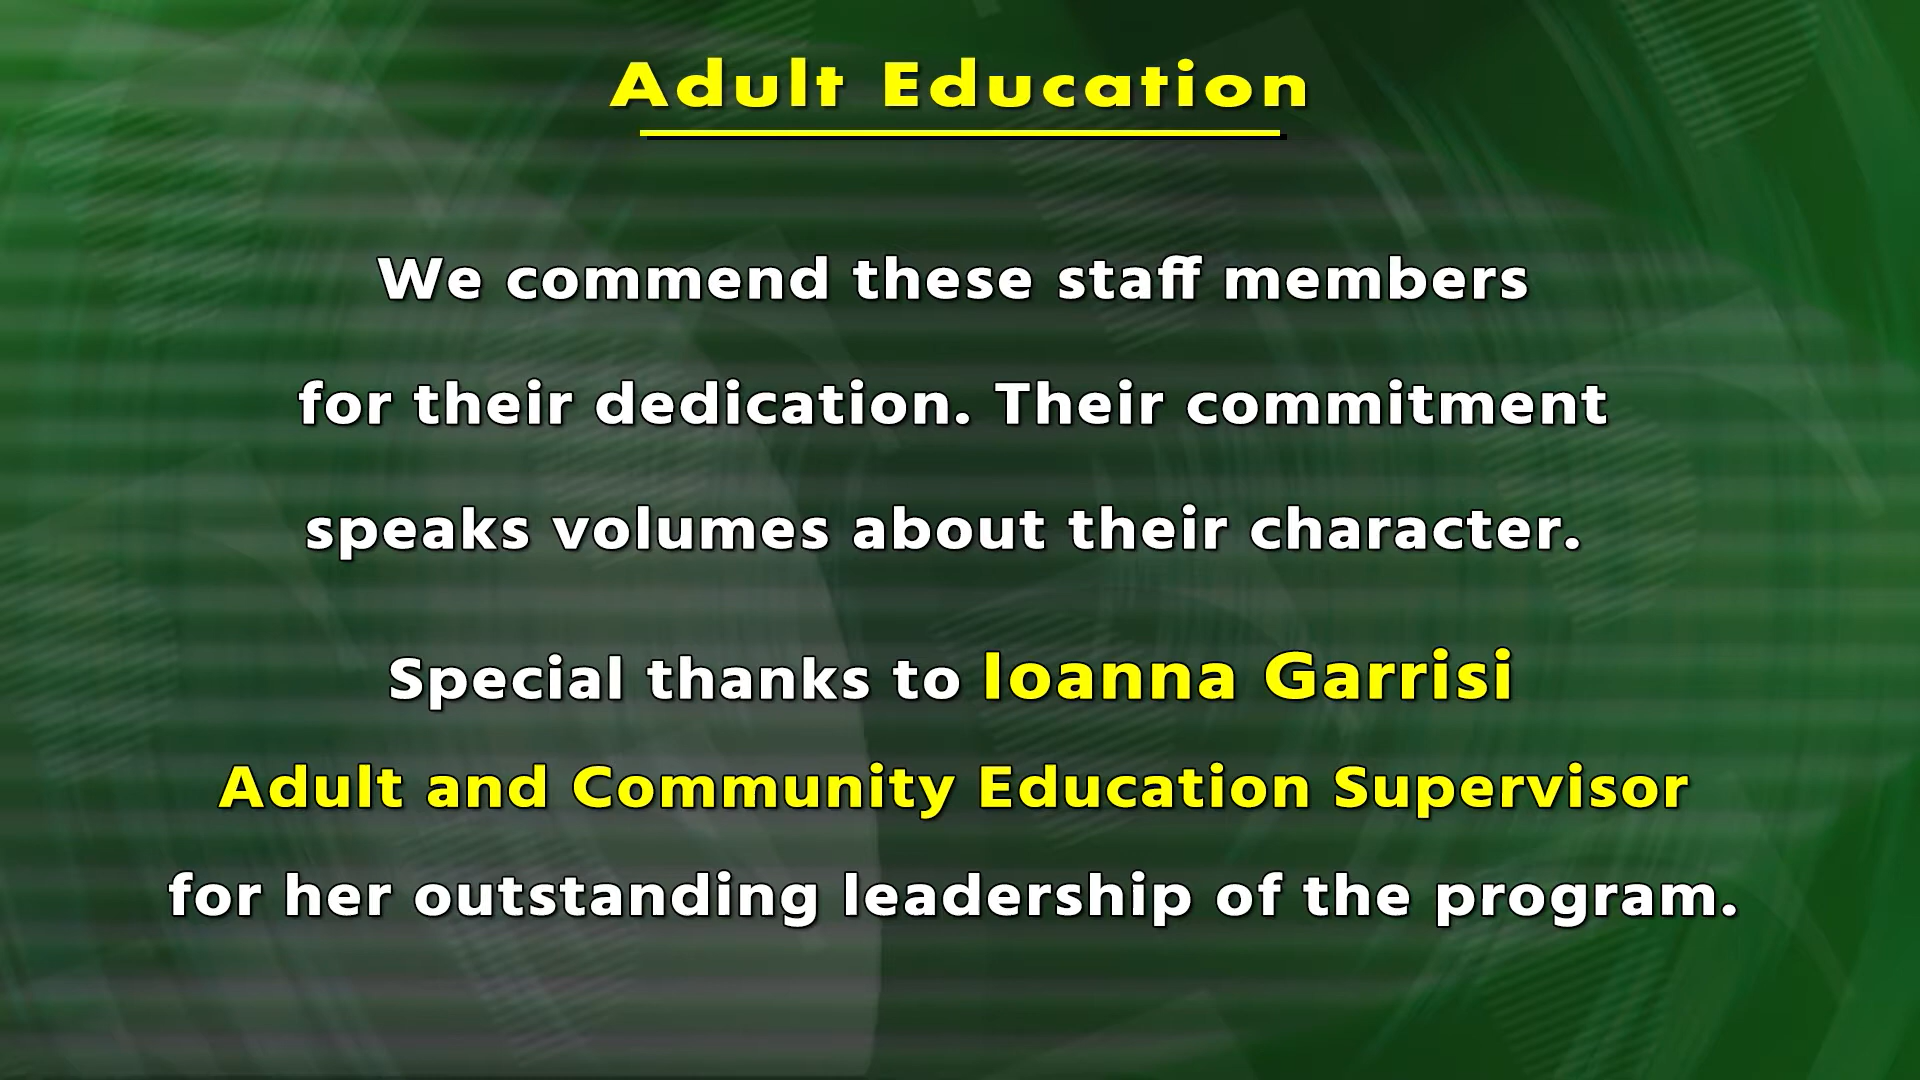 Adult Education
We commend these staff members
for their dedication. Their commitment
speaks volumes about their character.
Special thanks to Ioanna Garrisi
Adult and Community Education Supervisor
for her outstanding leadership of the program.